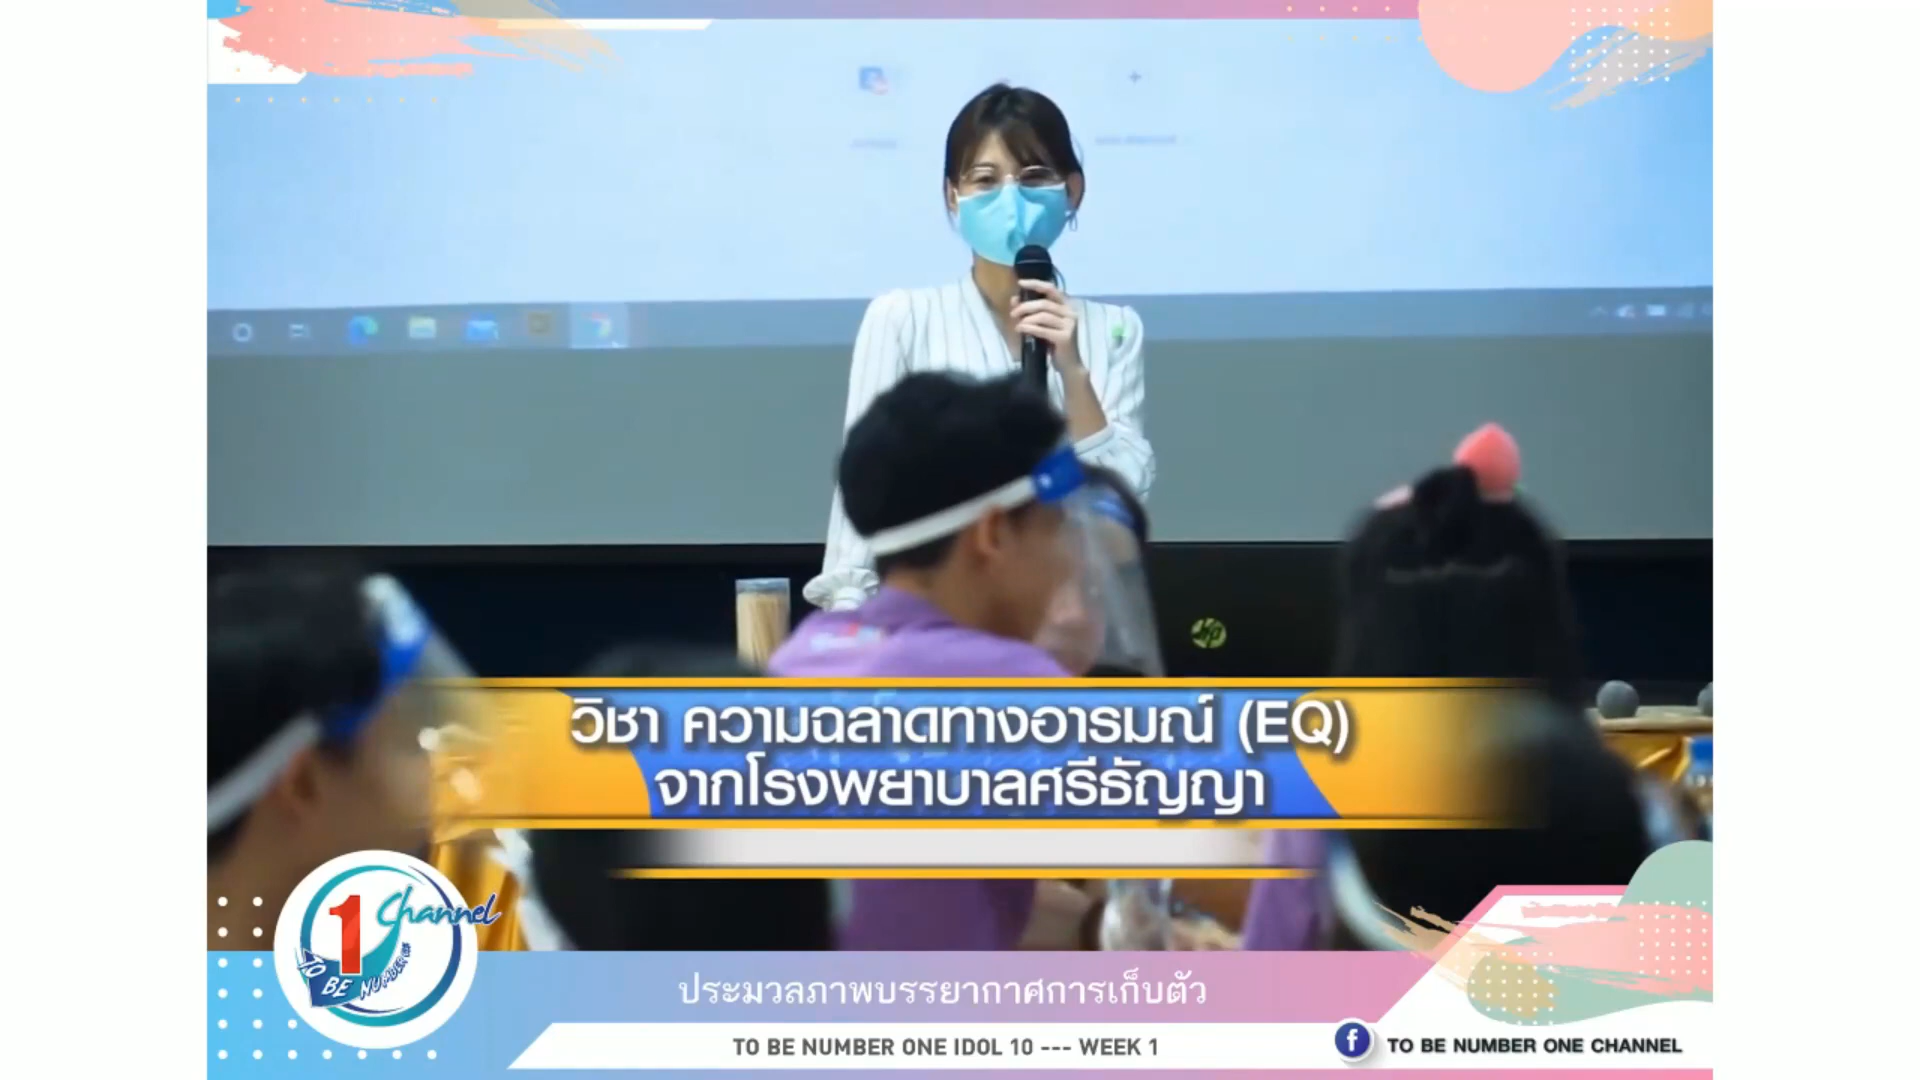 วิชา ความฉลาดทางอารมณ์ (EQ)
จากโรงพยาบาลศรีธัญญา
1 Channel
TO BE NUMBER
hp
ประมวลภาพบรรยากาศการเก็บตัว
TO BE NUMBER ONE IDOL 10 --- WEEK 1
f TO BE NUMBER ONE CHANNEL